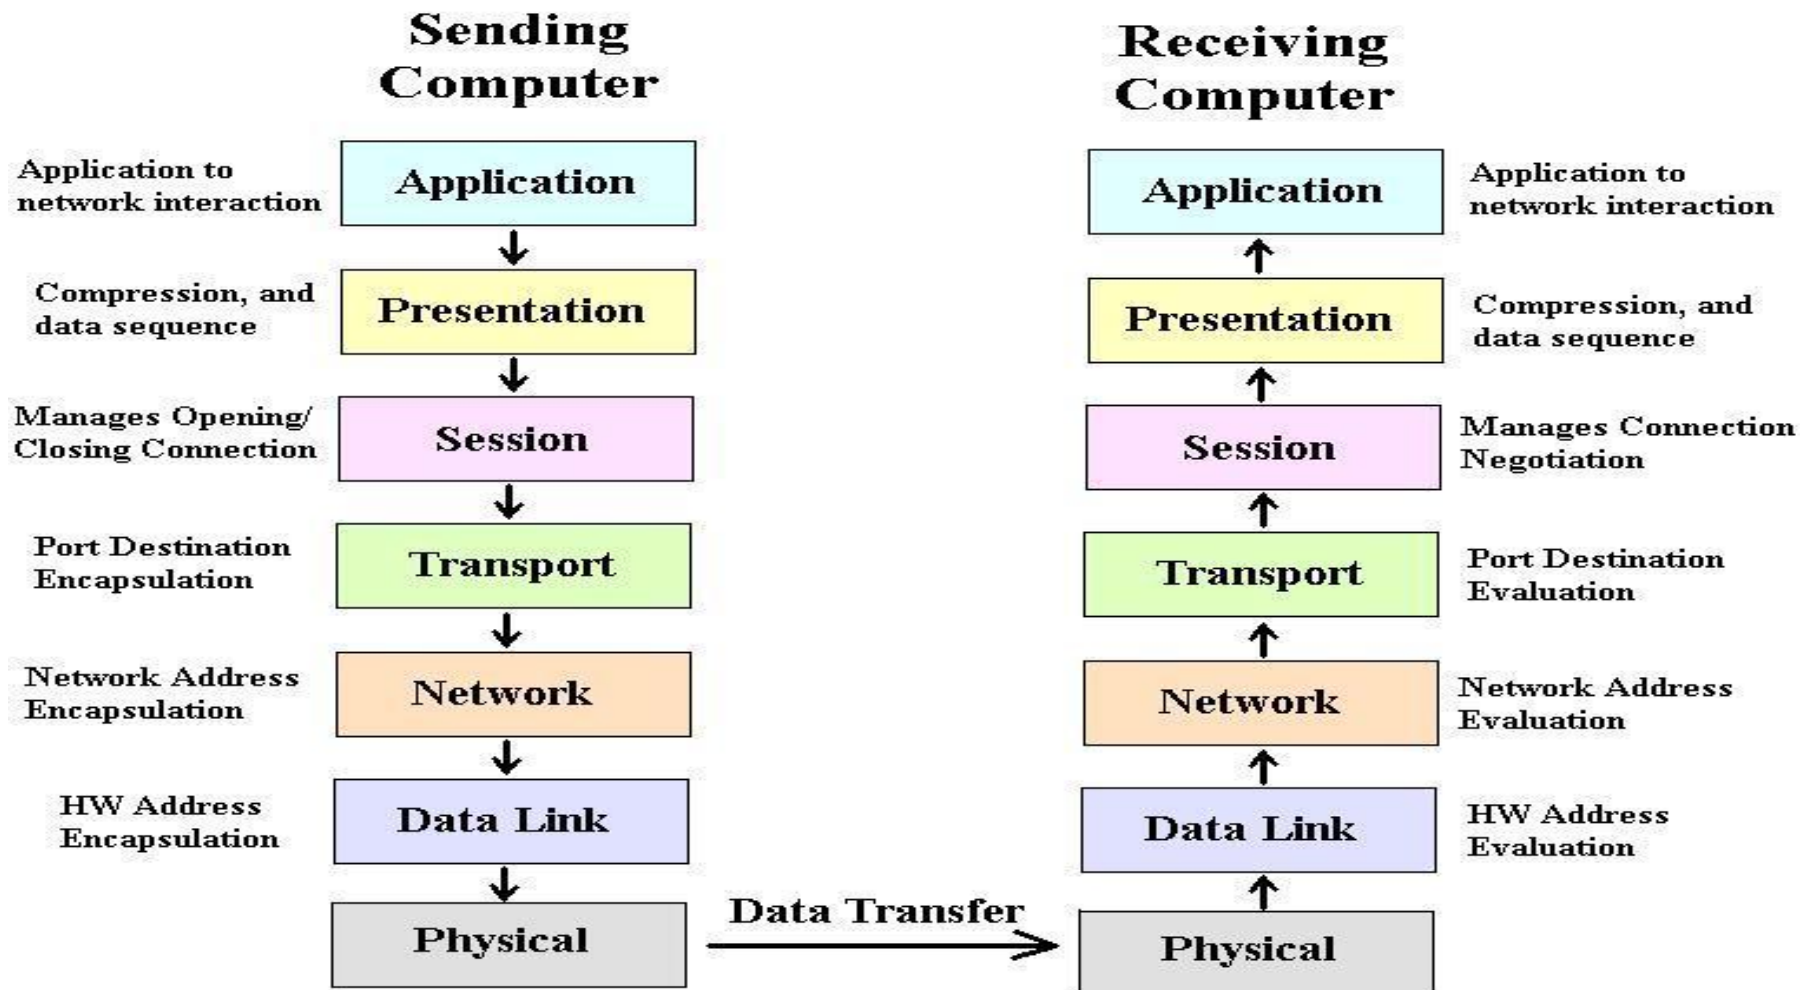 Sending
Computer
Receiving
Computer
Application to
network interaction
Application
Application
Application to
network interaction
Compression, and
data sequence
Presentation
Presentation
Compression, and
data sequence
Manages Opening/
Closing Connection
Session
Session
Manages Connection
Negotiation
Port Destination
Encapsulation
Transport
Transport
Port Destination
Evaluation
Network Address
Encapsulation
Network
Network
Network Address
Evaluation
HW Address
Encapsulation
Data Link
Data Link
HW Address
Evaluation
Physical
Data Transfer
Physical